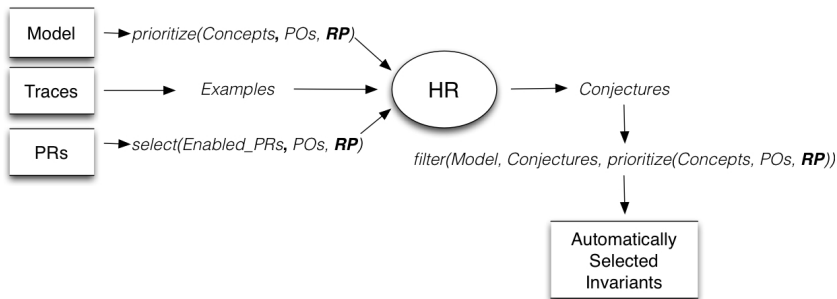 Model
prioritize(Concepts, POs, RP)
Traces
Examples
HR
Conjectures
PRs
select(Enabled_PRs, POs, RP)
filter(Model, Conjectures, prioritize(Concepts, POs, RP))
Automatically
Selected
Invariants